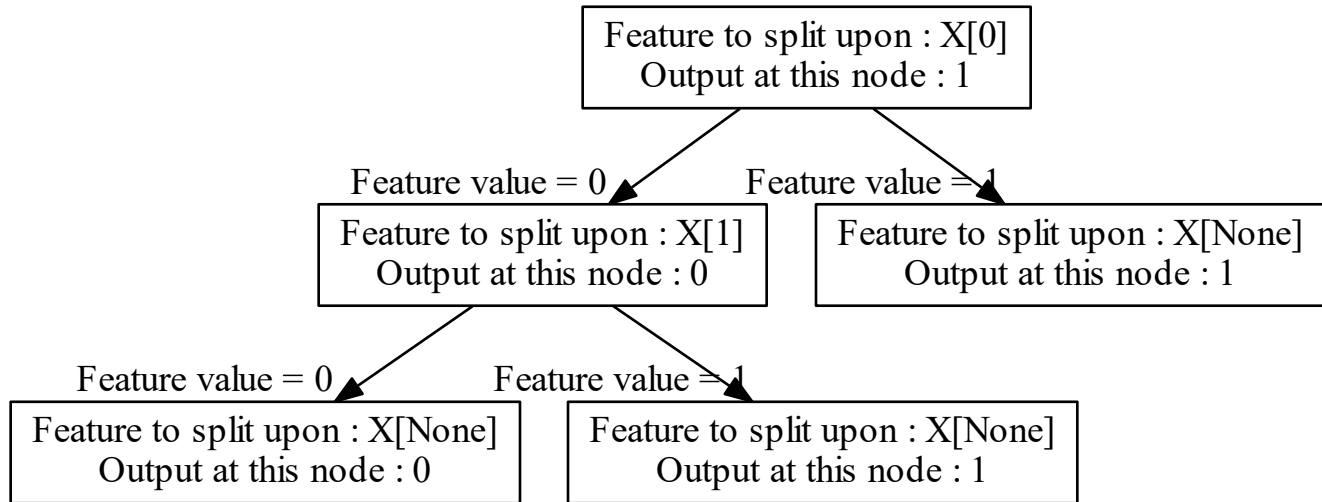 Feature to split upon : X[0]
Output at this node : 1
Feature value = 0
Feature value = 1
Feature to split upon : X[1]
Output at this node : 0
Feature to split upon : X[None]
Output at this node : 1
Feature value = 0
Feature value = 1
Feature to split upon : X[None]
Output at this node : 0
Feature to split upon : X[None]
Output at this node : 1